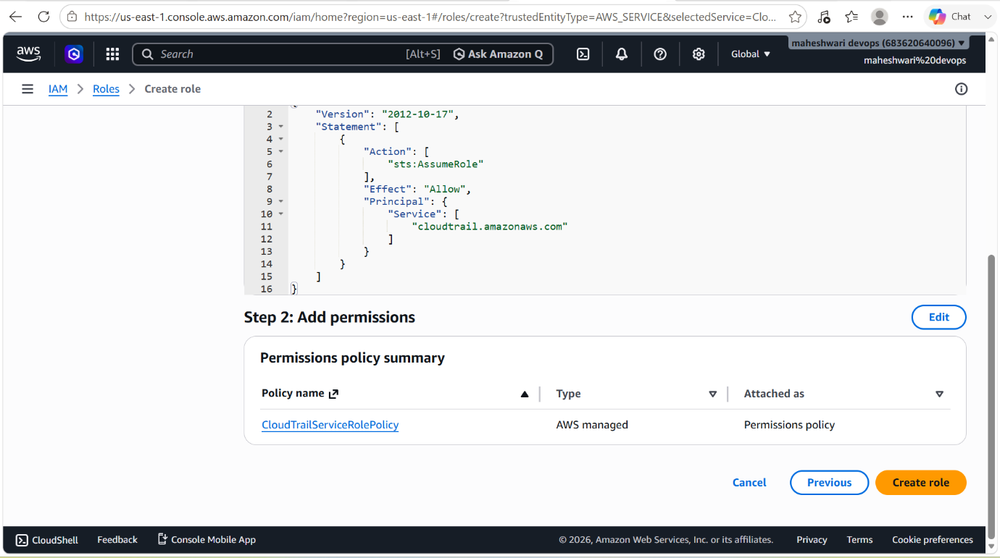 https://us-east-1.console.aws.amazon.com/iam/home?region=us-east-1#/roles/create?trustedEntityType=AWS_SERVICE&selectedService=Clo...
Chat
aws
Search [Alt+S] Ask Amazon Q
Global
maheshwari devops (683620640096)
maheshwari%20devops
IAM > Roles > Create role
{
2 "Version": "2012-10-17",
3 "Statement": [
4 {
5 "Action": [
6 "sts:AssumeRole"
7 ],
8 "Effect": "Allow",
9 "Principal": {
10 "Service": [
11 "cloudtrail.amazonaws.com"
12 ]
13 }
14 }
15 ]
16 }
Step 2: Add permissions
Edit
Permissions policy summary
Policy name Type Attached as
CloudTrailServiceRolePolicy AWS managed Permissions policy
Cancel Previous Create role
CloudShell Feedback Console Mobile App © 2026, Amazon Web Services, Inc. or its affiliates. Privacy Terms Cookie preferences